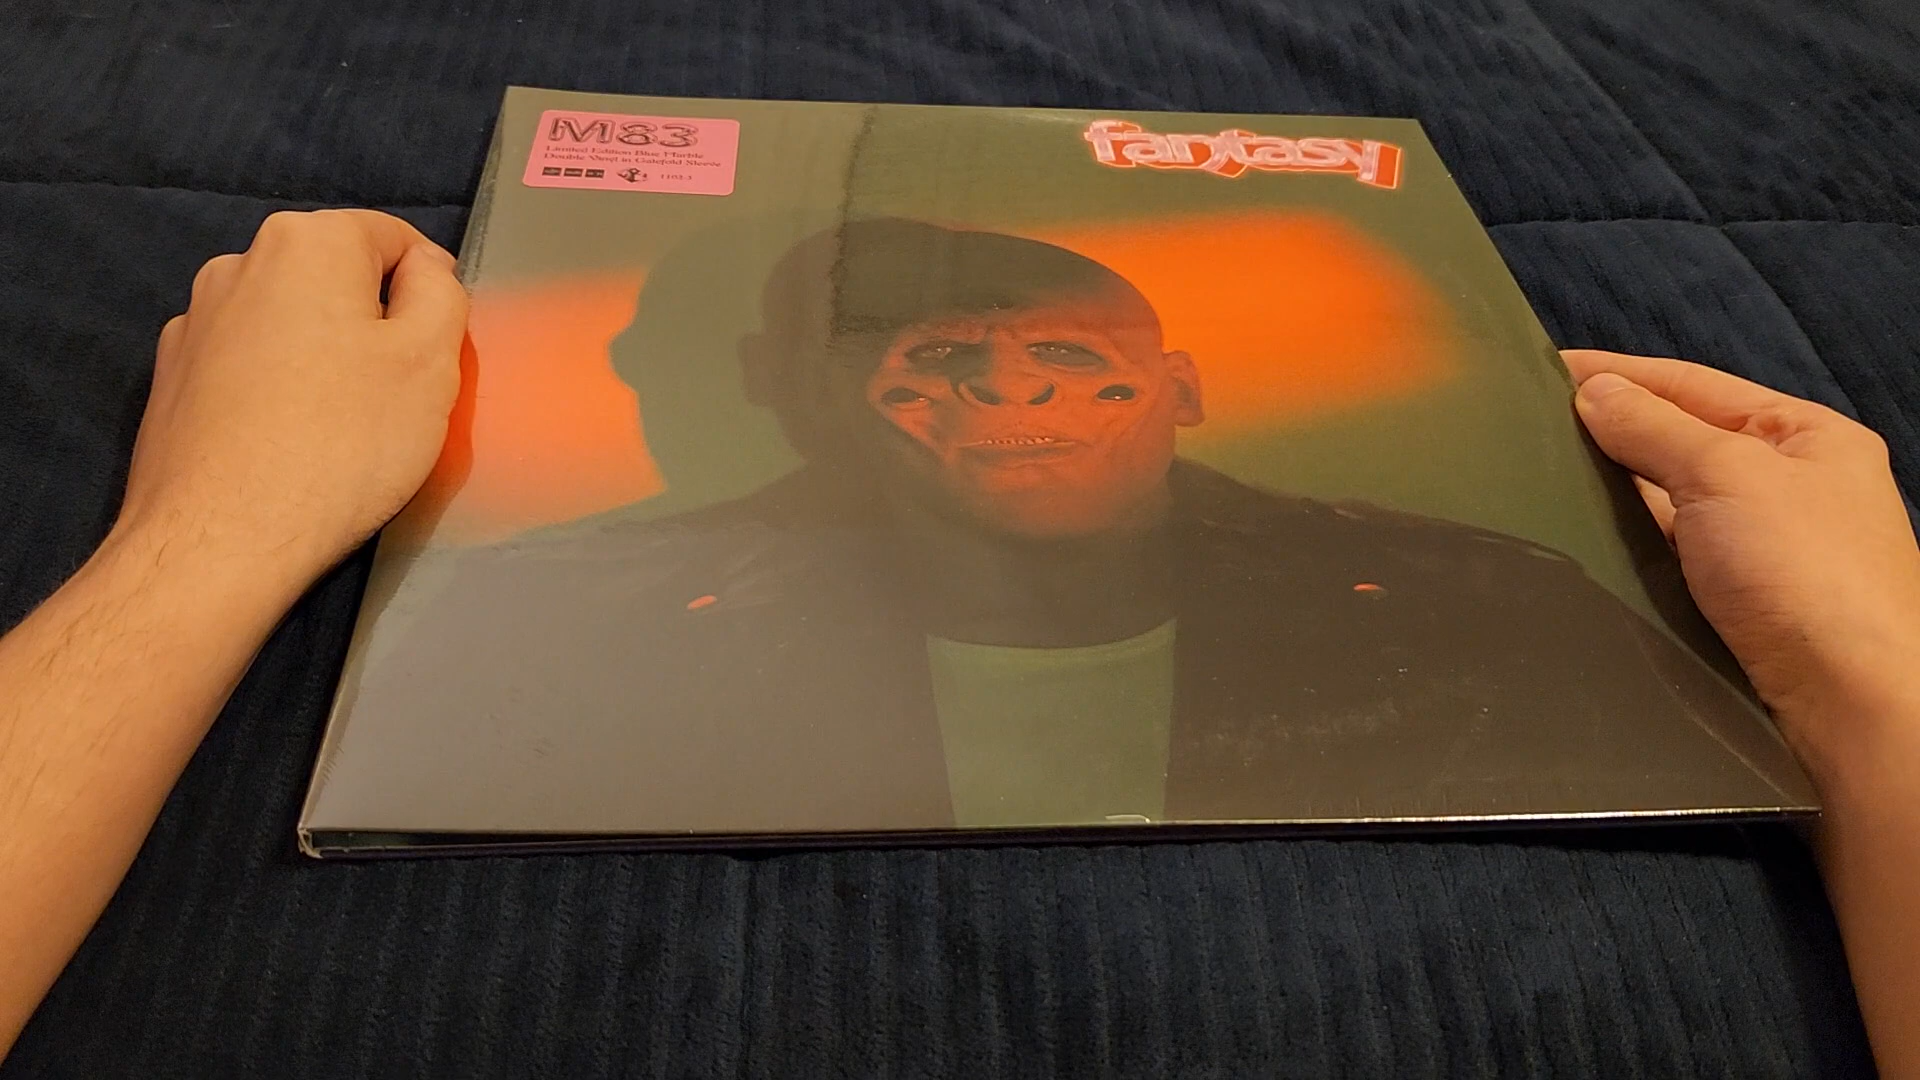 M83
Limited Edition Blue Marble
Double Vinyl in Gatefold Sleeve
fantasy